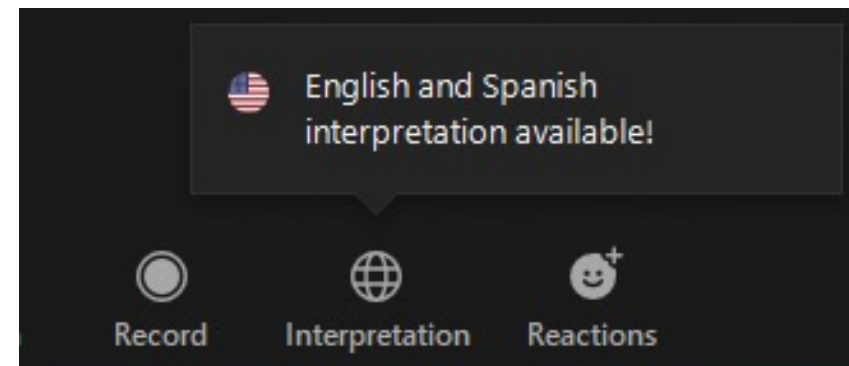 English and Spanish
interpretation available!
Record
Interpretation
Reactions